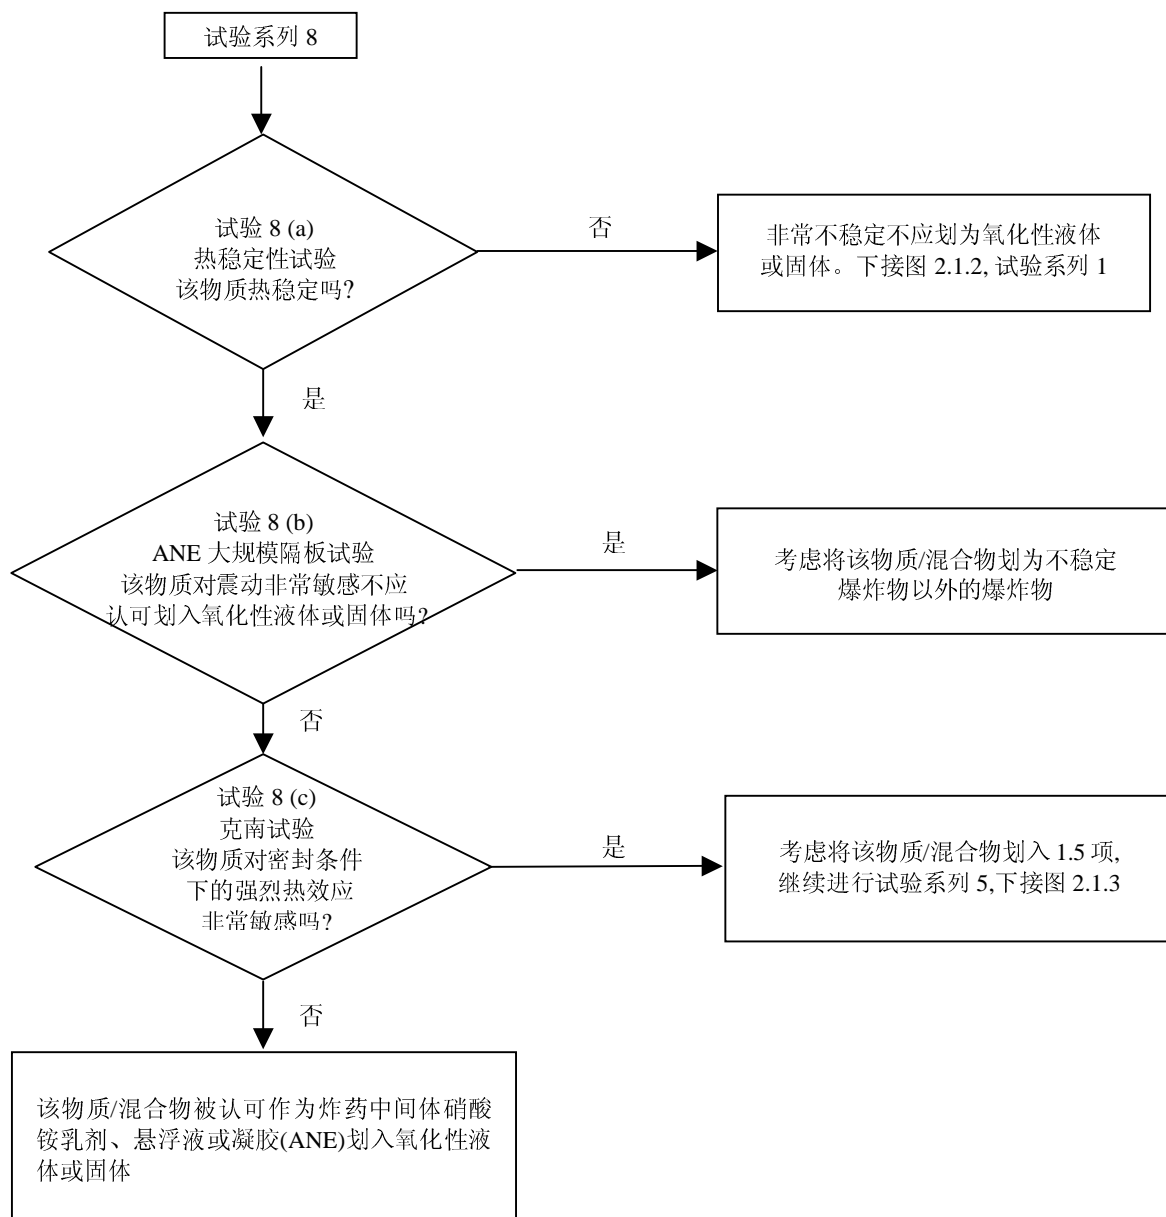 试验系列 8
试验 8 (a)
热稳定性试验
该物质热稳定吗?
否
非常不稳定不应划为氧化性液体
或固体。下接图 2.1.2, 试验系列 1
是
试验 8 (b)
ANE 大规模隔板试验
该物质对震动非常敏感不应
认可划入氧化性液体或固体吗?
是
考虑将该物质/混合物划为不稳定
爆炸物以外的爆炸物
否
试验 8 (c)
克南试验
该物质对密封条件
下的强烈热效应
非常敏感吗?
是
考虑将该物质/混合物划入 1.5 项,
继续进行试验系列 5,下接图 2.1.3
否
该物质/混合物被认可作为炸药中间体硝酸
铵乳剂、悬浮液或凝胶(ANE)划入氧化性液
体或固体